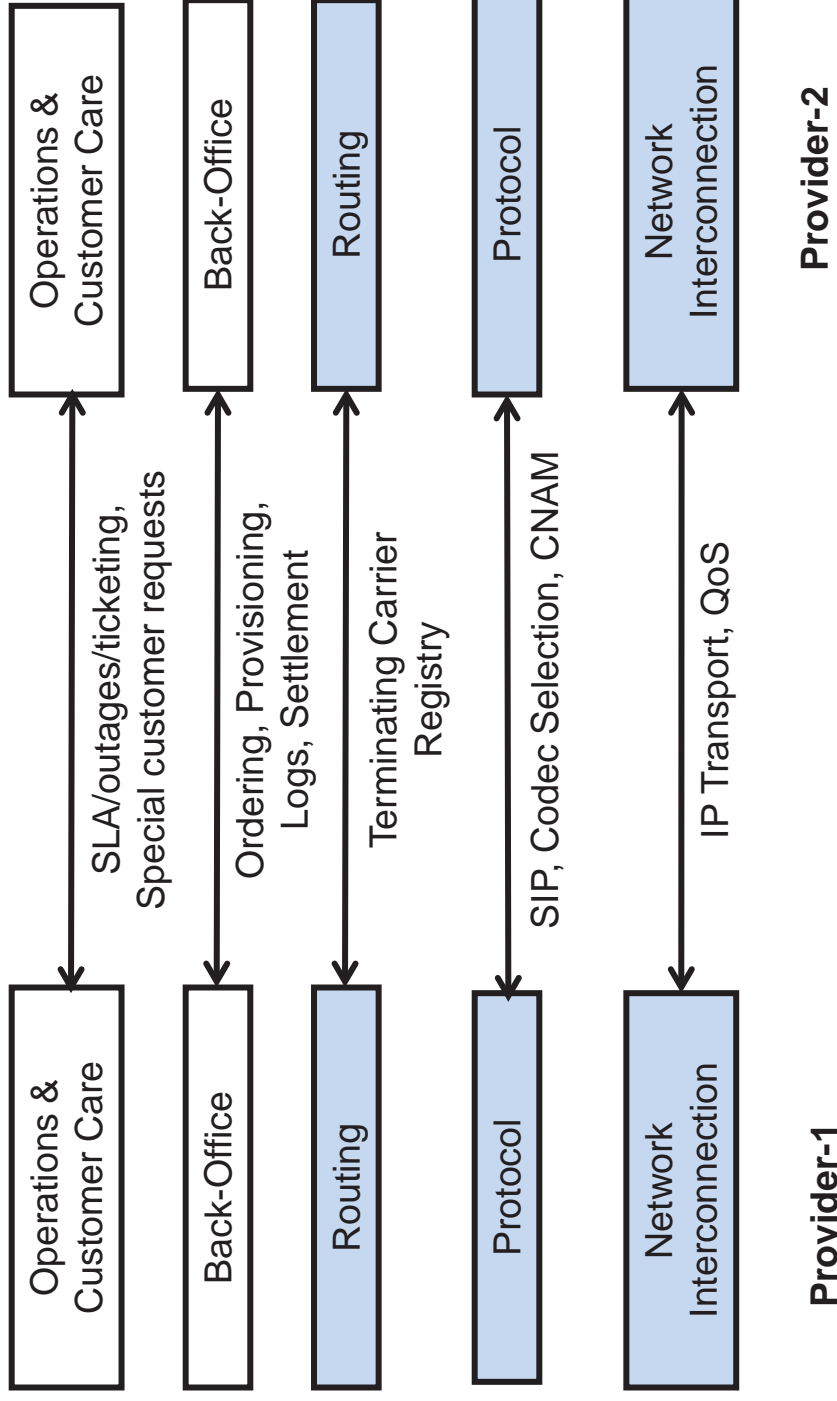 Operations &
Customer Care
SLA/outages/ticketing,
Special customer requests
Operations &
Customer Care
Back-Office
Ordering, Provisioning,
Logs, Settlement
Back-Office
Routing
Terminating Carrier
Registry
Routing
Protocol
SIP, Codec Selection, CNAM
Protocol
Network
Interconnection
IP Transport, QoS
Network
Interconnection
Provider-1
Provider-2